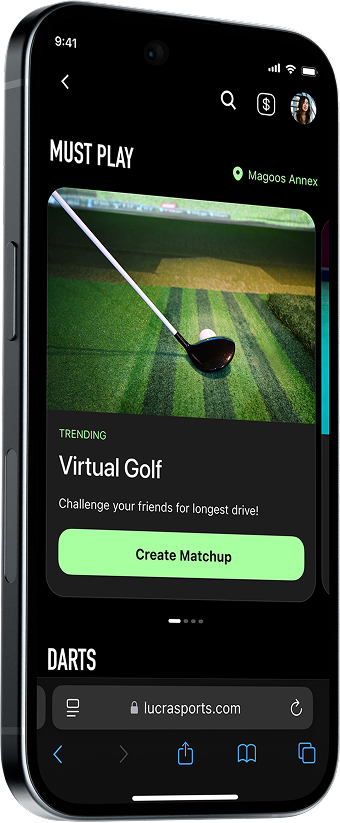 9:41
$
MUST PLAY
Magoos Annex
TRENDING
Virtual Golf
Challenge your friends for longest drive!
Create Matchup
DARTS
lucrasports.com